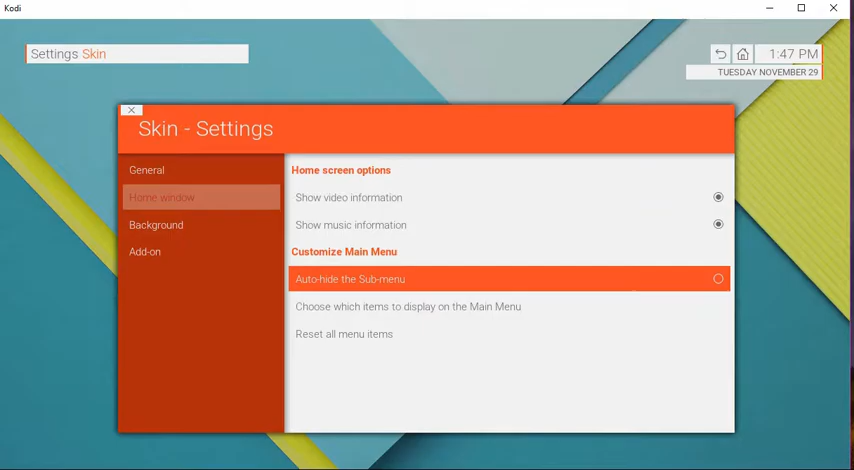 Kodi
Settings Skin
1:47 PM
TUESDAY NOVEMBER 29
Skin - Settings
General
Home window
Background
Add-on
Home screen options
Show video information
Show music information
Customize Main Menu
Auto-hide the Sub-menu
Choose which items to display on the Main Menu
Reset all menu items